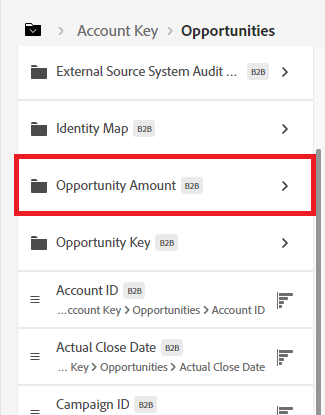 Account Key > Opportunities
External Source System Audit ... B2B
Identity Map B2B
Opportunity Amount B2B
Opportunity Key B2B
Account ID B2B
...ccount Key > Opportunities > Account ID
Actual Close Date B2B
... Key > Opportunities > Actual Close Date
Campaign ID B2B